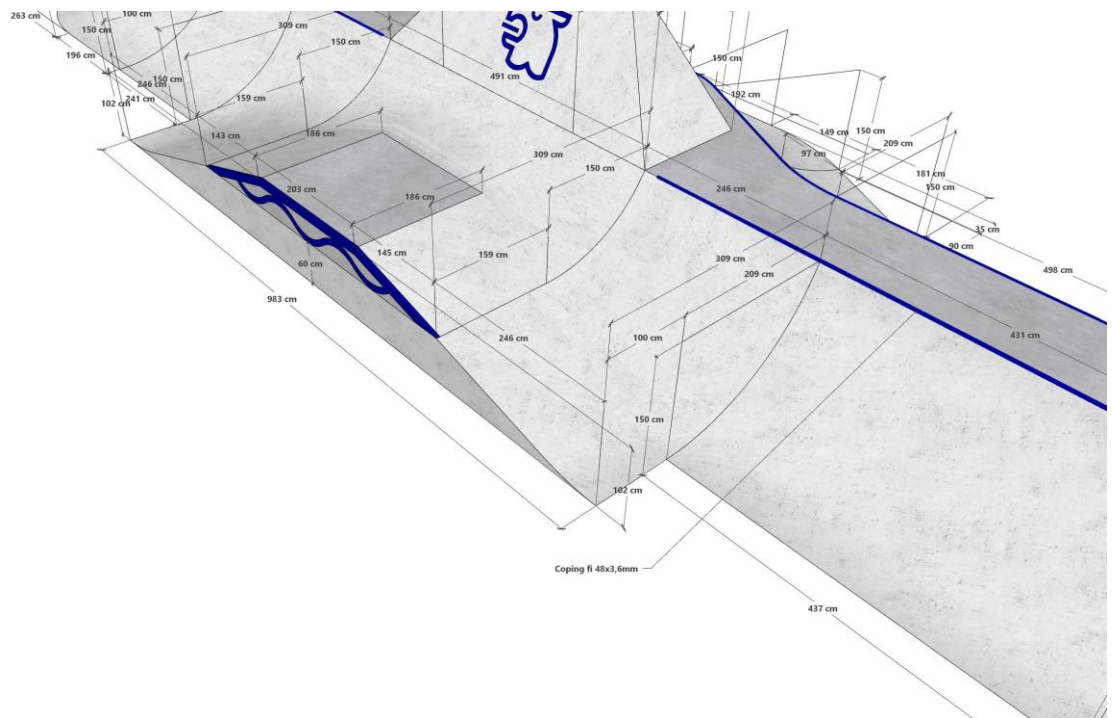 263 cm
100 cm
309 cm
150 cm
150 cm
196 cm
246 cm
150 cm
241 cm
102 cm
159 cm
143 cm
186 cm
491 cm
150 cm
192 cm
149 cm
150 cm
209 cm
97 cm
309 cm
150 cm
181 cm
150 cm
203 cm
186 cm
246 cm
35 cm
90 cm
145 cm
159 cm
60 cm
309 cm
209 cm
498 cm
983 cm
246 cm
100 cm
431 cm
150 cm
102 cm
Coping fi 48x3,6mm
437 cm